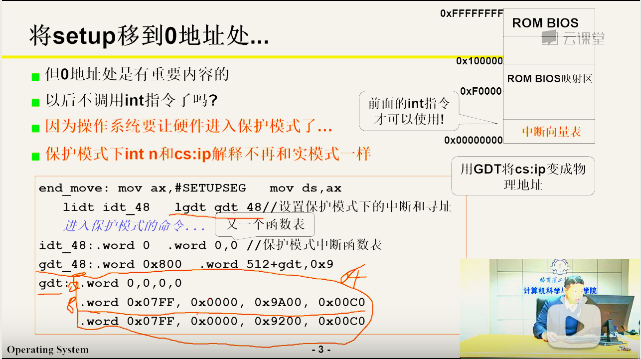 将setup移到0地址处...
但0地址处是有重要内容的
以后不调用int指令了吗?
因为操作系统要让硬件进入保护模式了...
保护模式下int n和cs:ip解释不再和实模式一样
0xFFFFFFFF
ROM BIOS
云课堂
0x100000
ROM BIOS映射区
0xF0000
前面的int指令
才可以使用!
中断向量表
0x00000000
用GDT将cs:ip变成物
理地址
end_move: mov ax,#SETUPSEG mov ds,ax
lidt idt_48 lgdt gdt_48//设置保护模式下的中断和寻址
进入保护模式的命令... 又一个函数表
idt_48:.word 0 .word 0,0 //保护模式中断函数表
gdt_48:.word 0x800 .word 512+gdt,0x9
gdt: .word 0,0,0,0
.word 0x07FF, 0x0000, 0x9A00, 0x00C0
.word 0x07FF, 0x0000, 0x9200, 0x00C0
Operating System
- 3 -